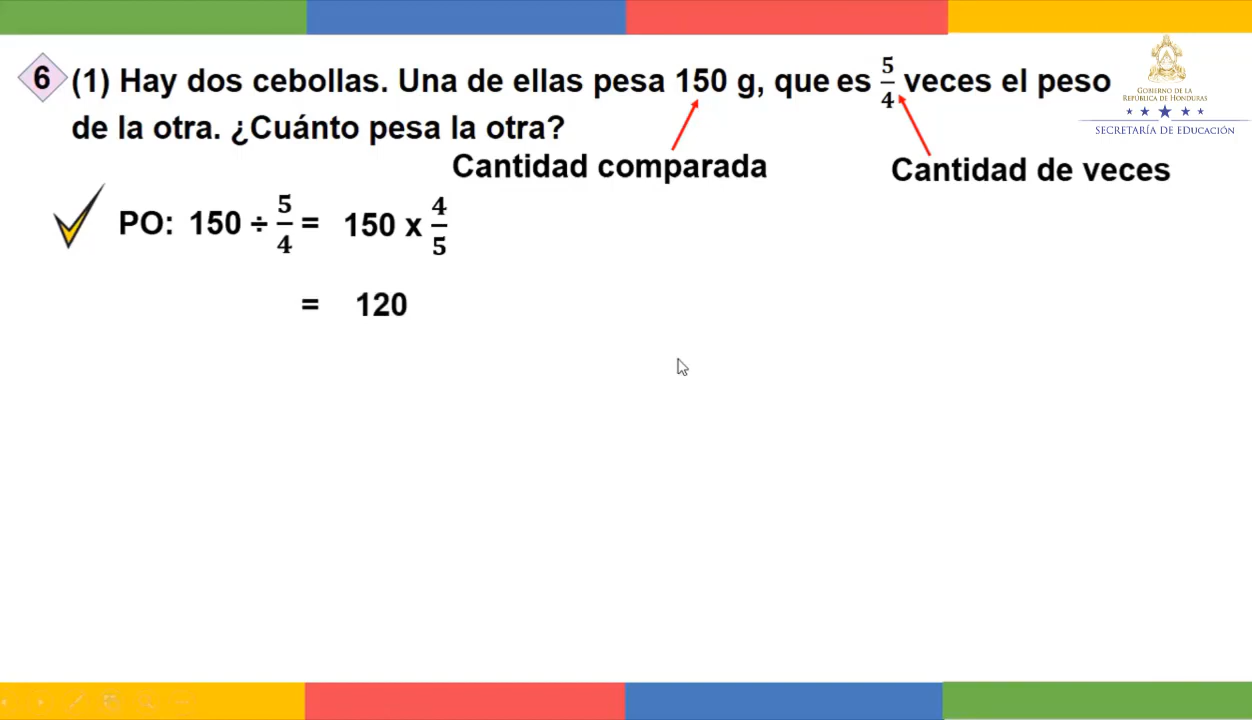 6 (1) Hay dos cebollas. Una de ellas pesa 150 g, que es 5/4 veces el peso
de la otra. ¿Cuánto pesa la otra?
GOBIERNO DE LA
REPÚBLICA DE HONDURAS
SECRETARÍA DE EDUCACIÓN
Cantidad comparada
Cantidad de veces
PO: 150 ÷ 5/4 = 150 x 4/5
= 120